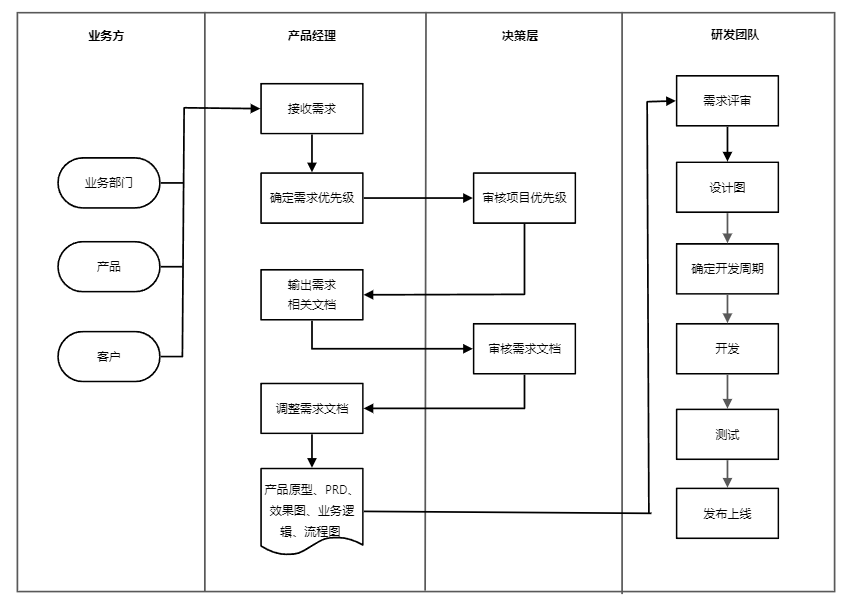 业务方
产品经理
决策层
研发团队
业务部门
产品
客户
接收需求
确定需求优先级
输出需求
相关文档
调整需求文档
产品原型、PRD、
效果图、业务逻
辑、流程图
审核项目优先级
审核需求文档
需求评审
设计图
确定开发周期
开发
测试
发布上线